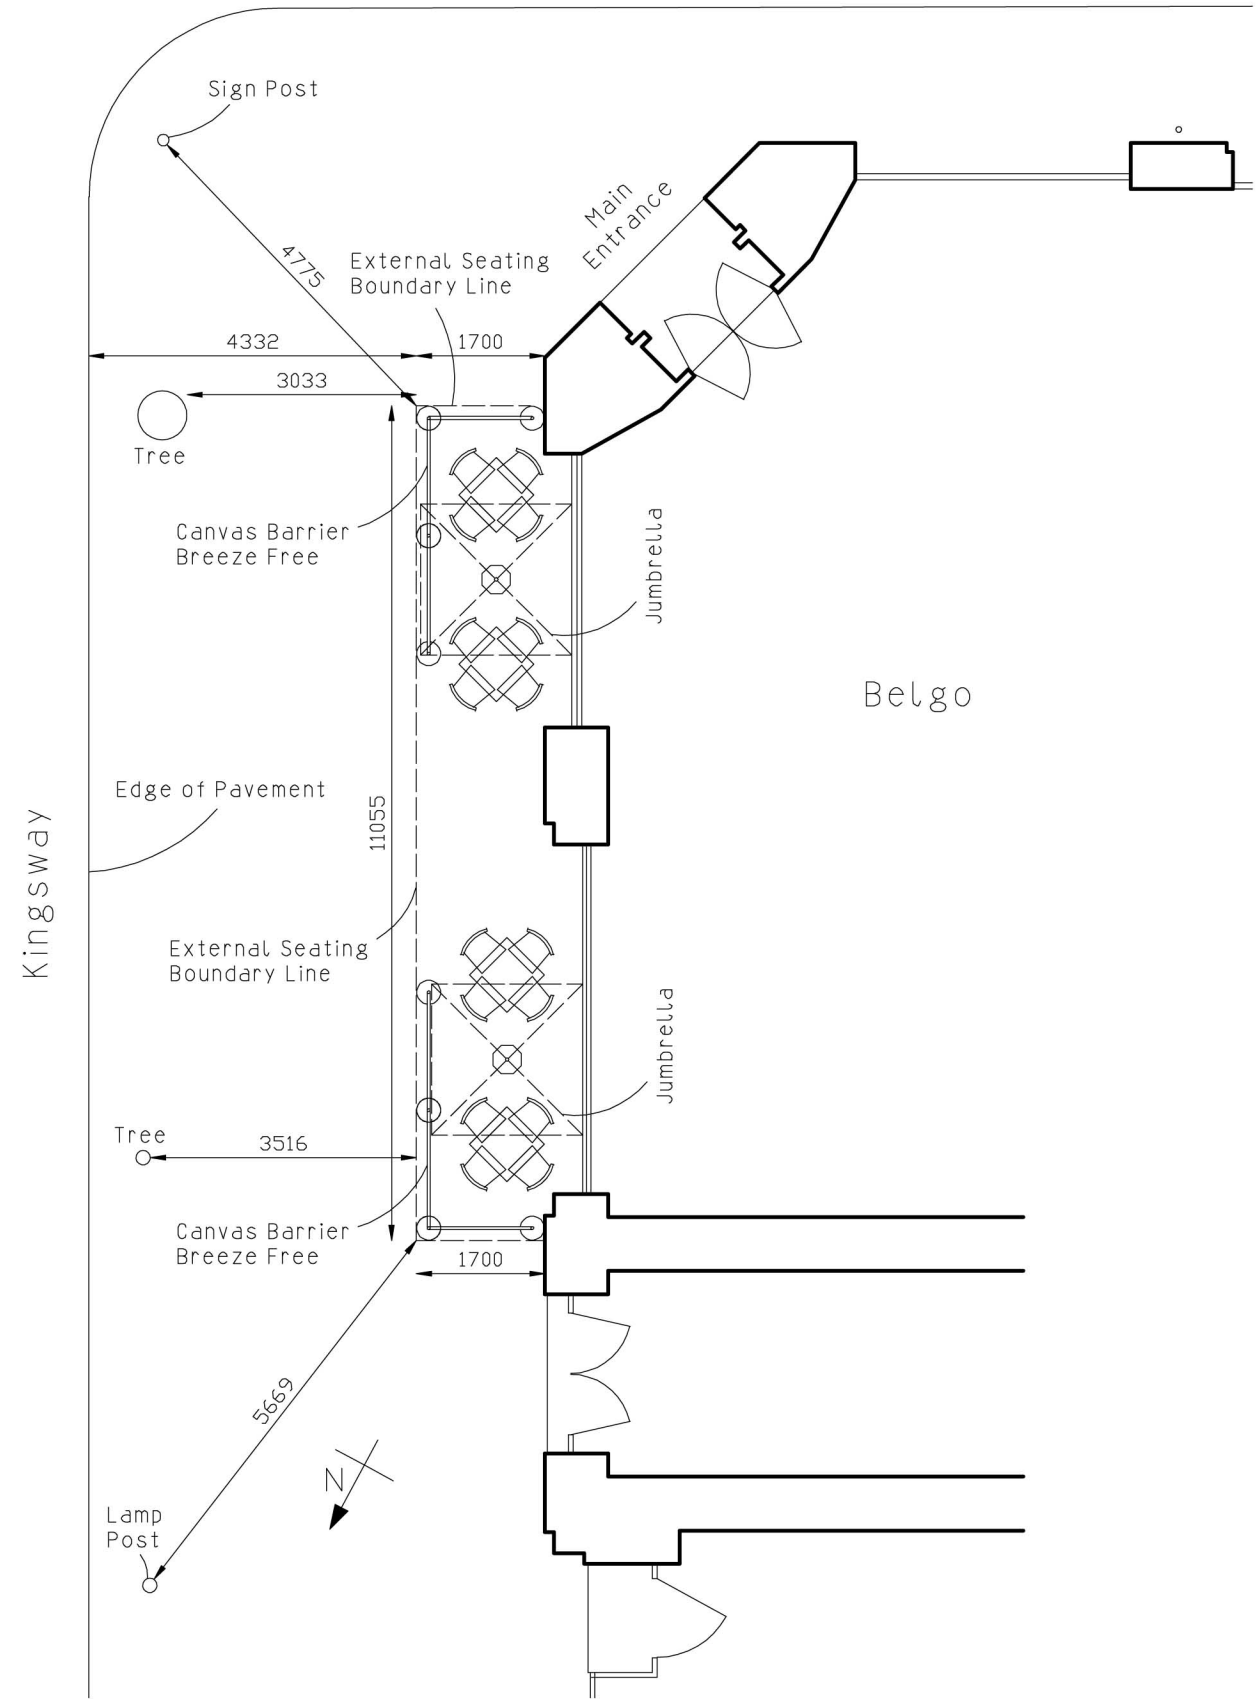 Sign Post
Main
Entrance
4775
External Seating
Boundary Line
4332
1700
3033
Tree
Canvas Barrier
Breeze Free
Jumbrella
Belgo
Edge of Pavement
11055
Kingsway
External Seating
Boundary Line
Jumbrella
Tree
3516
Canvas Barrier
Breeze Free
1700
5669
N
Lamp
Post